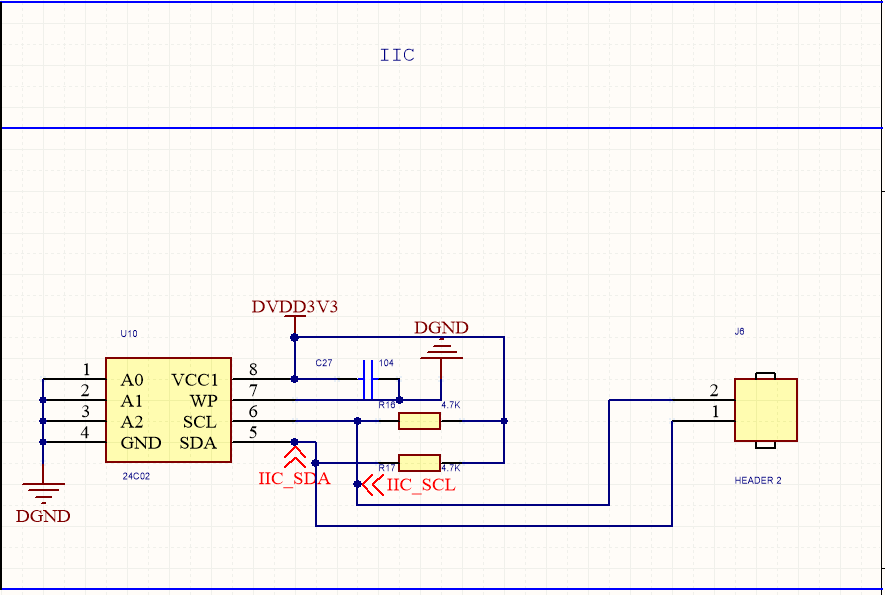 IIC
DVDD3V3
DGND
U10
J6
C27
104
1
A0
VCC1
8
2
A1
WP
7
R16
4.7K
2
3
A2
SCL
6
1
4
GND
SDA
5
R17
4.7K
24C02
IIC_SDA
IIC_SCL
HEADER 2
DGND